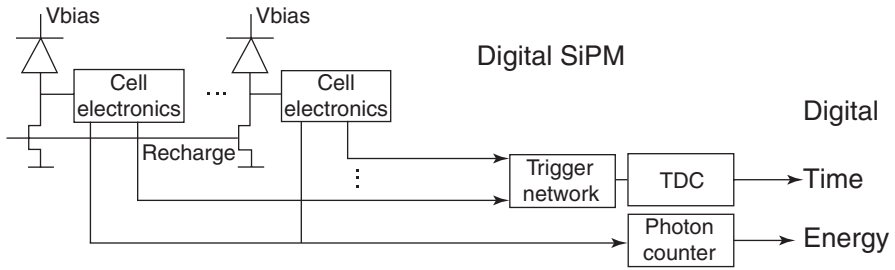 Vbias
Vbias
Digital SiPM
Cell
electronics
...
Cell
electronics
Digital
Recharge
Trigger
network
TDC
Time
Photon
counter
Energy